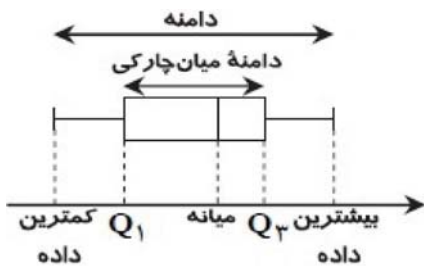 دامنه
دامنهٔ میان‌چارکی
کمترین داده
Q۱
میانه
Q۳
بیشترین داده